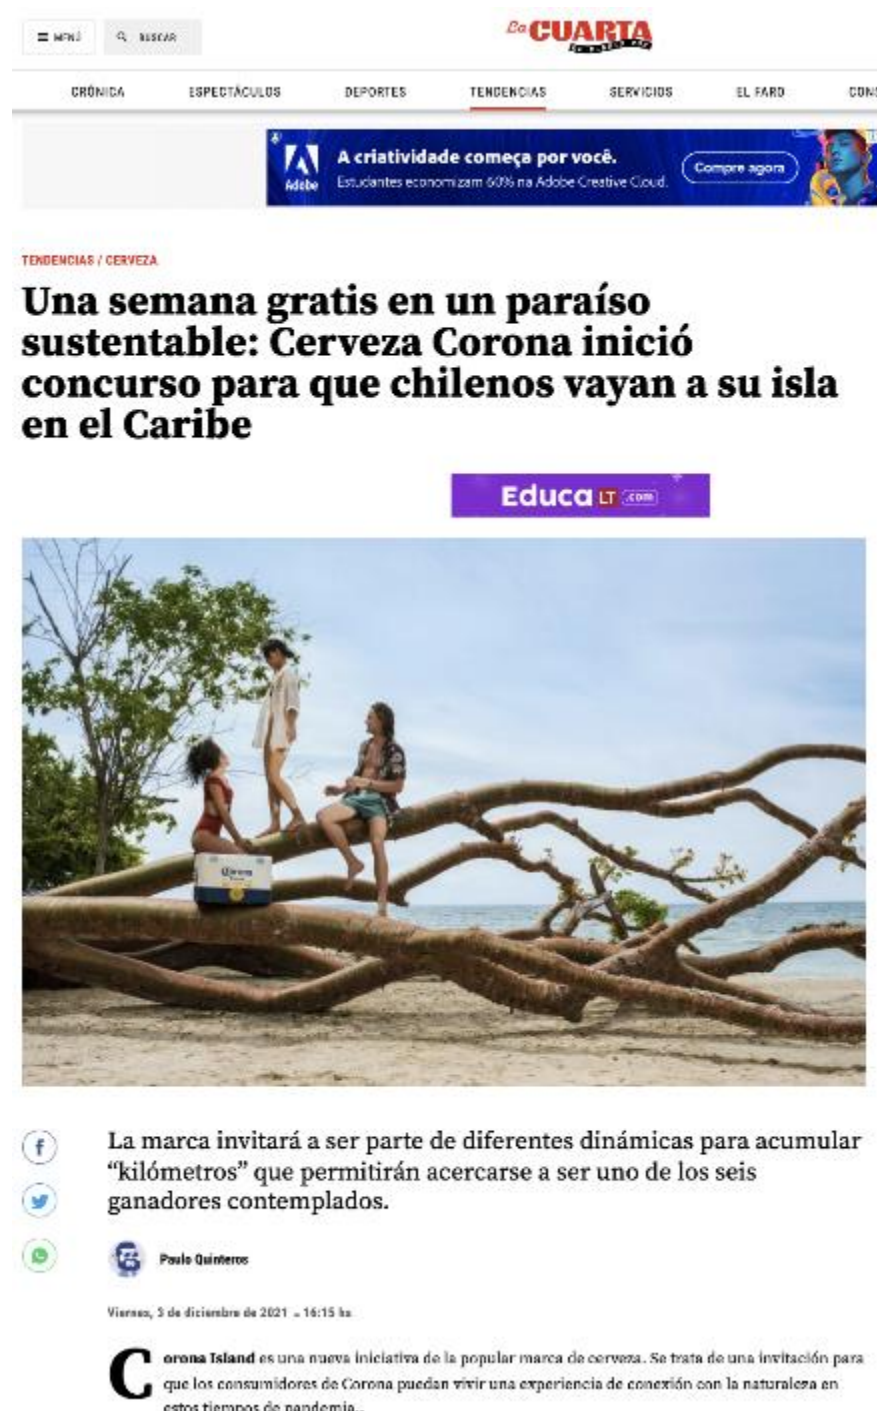 MENÚ
BUSCAR
La CUARTA
CRÓNICA ESPECTÁCULOS DEPORTES TENDENCIAS SERVICIOS EL FARO CONS
A criatividade começa por você.
Estudantes economizam 60% na Adobe Creative Cloud.
Adobe
Compre agora
TENDENCIAS / CERVEZA
Una semana gratis en un paraíso
sustentable: Cerveza Corona inició
concurso para que chilenos vayan a su isla
en el Caribe
Educa LT .com
Corona
La marca invitará a ser parte de diferentes dinámicas para acumular
“kilómetros” que permitirán acercarse a ser uno de los seis
ganadores contemplados.
Paulo Quinteros
Viernes, 3 de diciembre de 2021 - 16:15 hs
Corona Island es una nueva iniciativa de la popular marca de cerveza. Se trata de una invitación para
que los consumidores de Corona puedan vivir una experiencia de conexión con la naturaleza en
estos tiempos de pandemia..